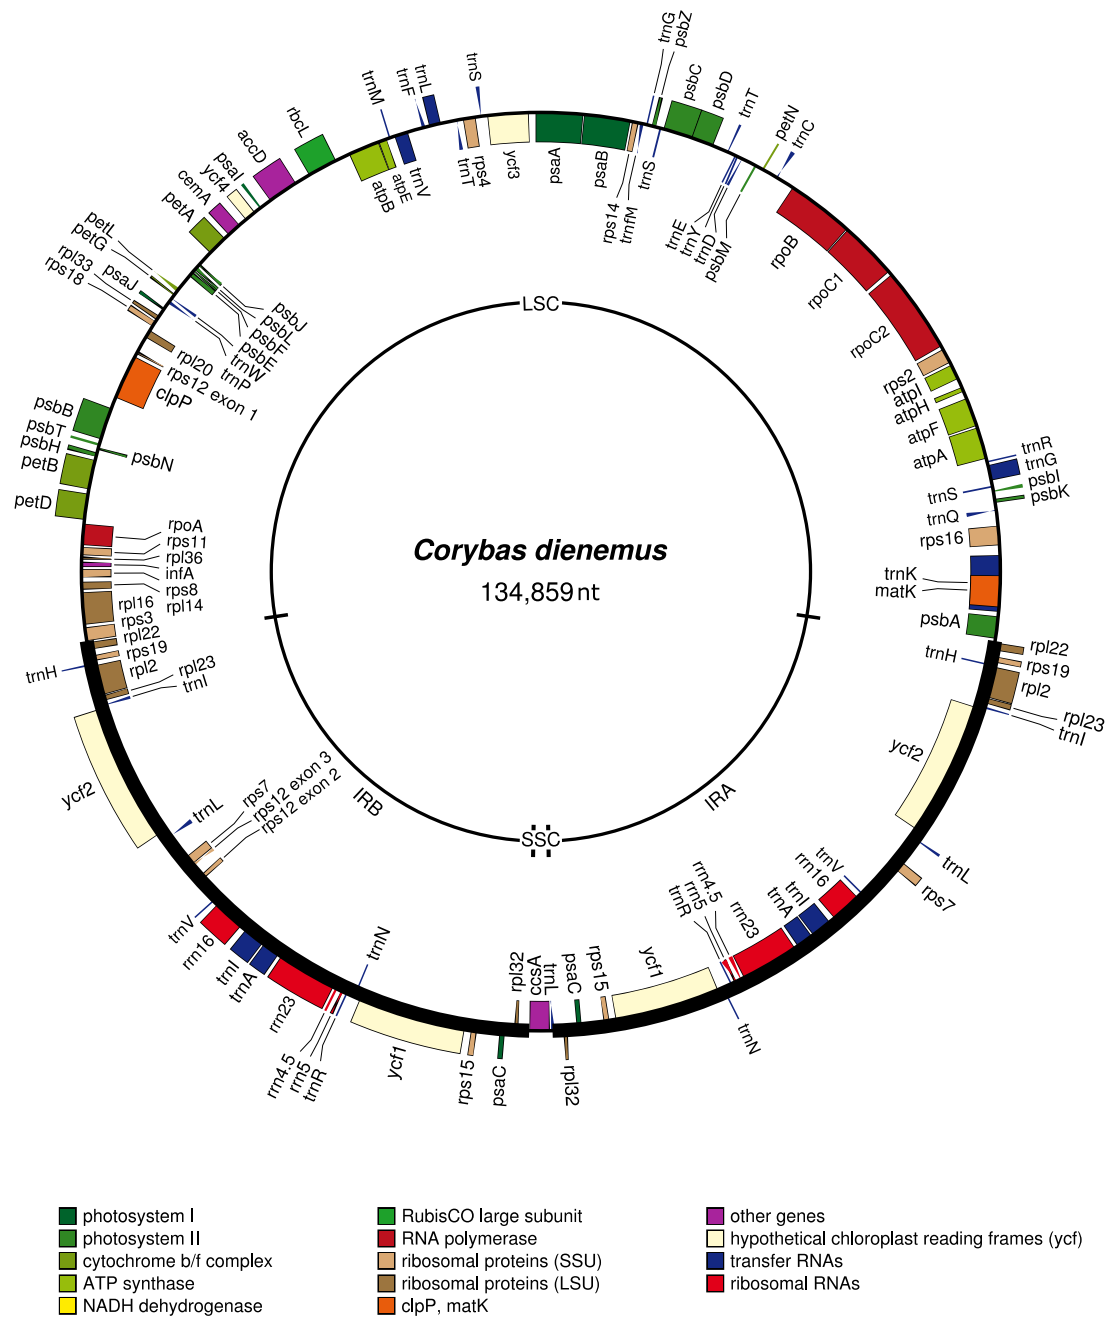 trnG
psbZ
trnS
trnL
trnF
trnM
rbcL
accD
psaI
ycf4
cemA
petA
petL
petG
psaJ
rpl33
rps18
psbC
psbD
trnT
petN
trnC
atpB
atpE
trnV
trnT
rps4
ycf3
psaA
psaB
rps14
trnfM
trnS
trnE
trnY
trnD
psbM
rpoB
rpoC1
rpoC2
rps2
atpI
atpH
atpF
atpA
trnR
trnG
psbI
psbK
trnS
trnQ
rps16
trnK
matK
psbA
psbJ
psbL
psbF
psbE
trnW
trnP
rpl20
rps12 exon 1
clpP
psbB
psbT
psbH
petB
petD
psbN
rpoA
rps11
rpl36
infA
rps8
rpl14
rpl16
rps3
rpl22
rps19
rpl2
rpl23
trnI
trnH
ycf2
LSC
Corybas dienemus
134,859 nt
IRB
IRA
SSC
trnH
rpl22
rps19
rpl2
rpl23
trnI
ycf2
trnL
rps7
trnL
rps7
rps12 exon 3
rps12 exon 2
trnV
rrn16
trnI
trnA
rrn23
rrn4.5
rrn5
trnR
trnN
ycf1
rps15
psaC
rpl32
ccsA
trnL
psaC
rpl32
rps15
ycf1
trnN
trnR
rrn5
rrn4.5
rrn23
trnA
trnI
rrn16
trnV
photosystem I
photosystem II
cytochrome b/f complex
ATP synthase
NADH dehydrogenase
RubisCO large subunit
RNA polymerase
ribosomal proteins (SSU)
ribosomal proteins (LSU)
clpP, matK
other genes
hypothetical chloroplast reading frames (ycf)
transfer RNAs
ribosomal RNAs